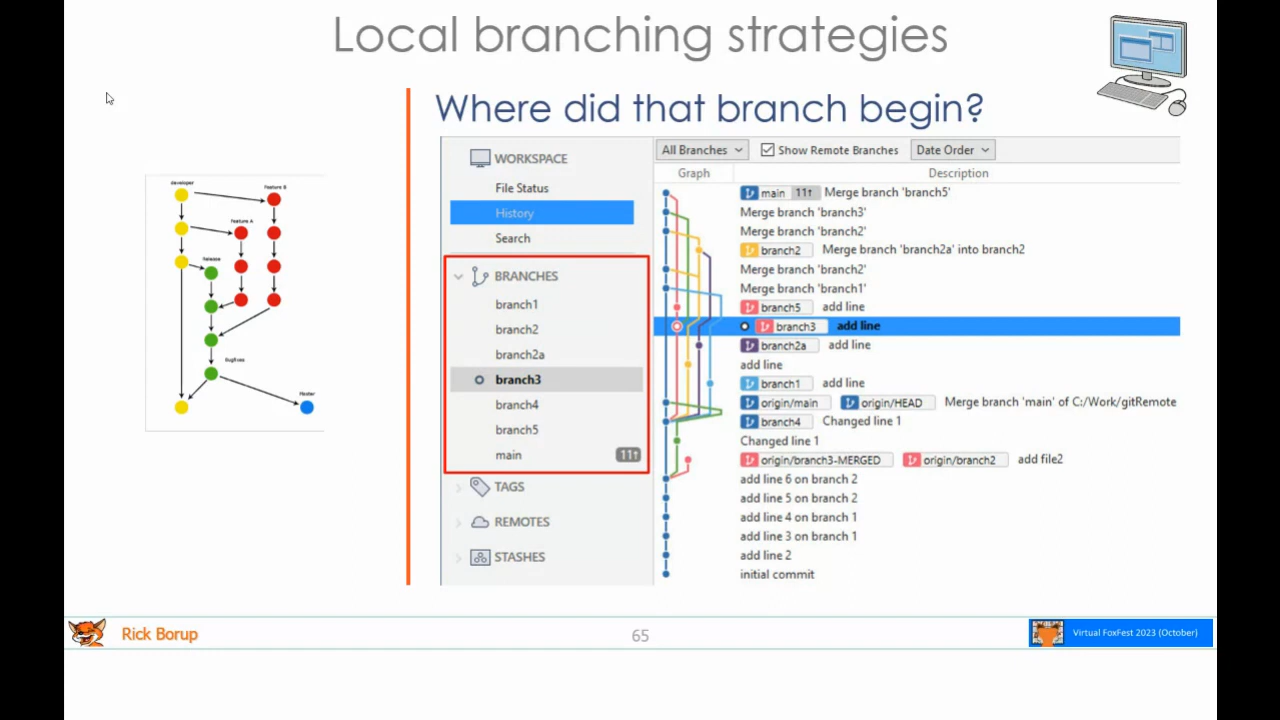 Local branching strategies
Where did that branch begin?
developer
Feature B
Feature A
Release
Bugfixes
Master
WORKSPACE
File Status
History
Search
BRANCHES
branch1
branch2
branch2a
branch3
branch4
branch5
main 11↑
TAGS
REMOTES
STASHES
All Branches Show Remote Branches Date Order
Graph Description
main 11↑ Merge branch 'branch5'
Merge branch 'branch3'
Merge branch 'branch2'
branch2 Merge branch 'branch2a' into branch2
Merge branch 'branch2'
Merge branch 'branch1'
branch5 add line
branch3 add line
branch2a add line
add line
branch1 add line
origin/main origin/HEAD Merge branch 'main' of C:/Work/gitRemote
branch4 Changed line 1
Changed line 1
origin/branch3-MERGED origin/branch2 add file2
add line 6 on branch 2
add line 5 on branch 2
add line 4 on branch 1
add line 3 on branch 1
add line 2
initial commit
Rick Borup
65
Virtual FoxFest 2023 (October)